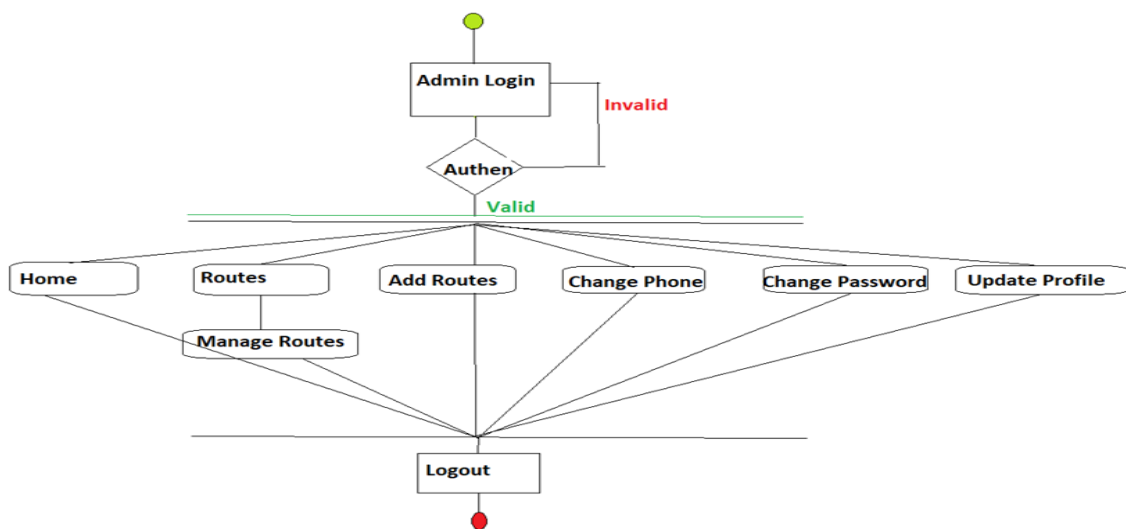 Admin Login
Invalid
Authen
Valid
Home
Routes
Add Routes
Change Phone
Change Password
Update Profile
Manage Routes
Logout